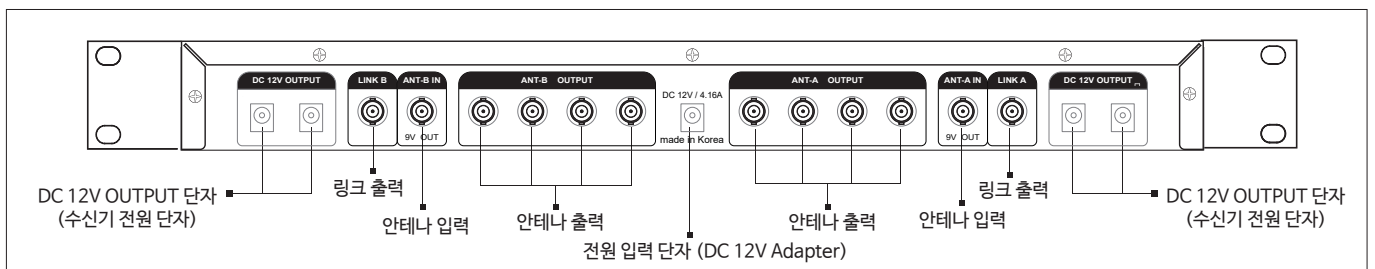 DC 12V OUTPUT LINK B ANT-B IN ANT-B OUTPUT ANT-A OUTPUT ANT-A IN LINK A DC 12V OUTPUT
DC 12V / 4.16A
9V OUT made in Korea 9V OUT
DC 12V OUTPUT 단자
(수신기 전원 단자)
링크 출력
안테나 입력
안테나 출력
전원 입력 단자 (DC 12V Adapter)
안테나 출력
안테나 입력
링크 출력
DC 12V OUTPUT 단자
(수신기 전원 단자)